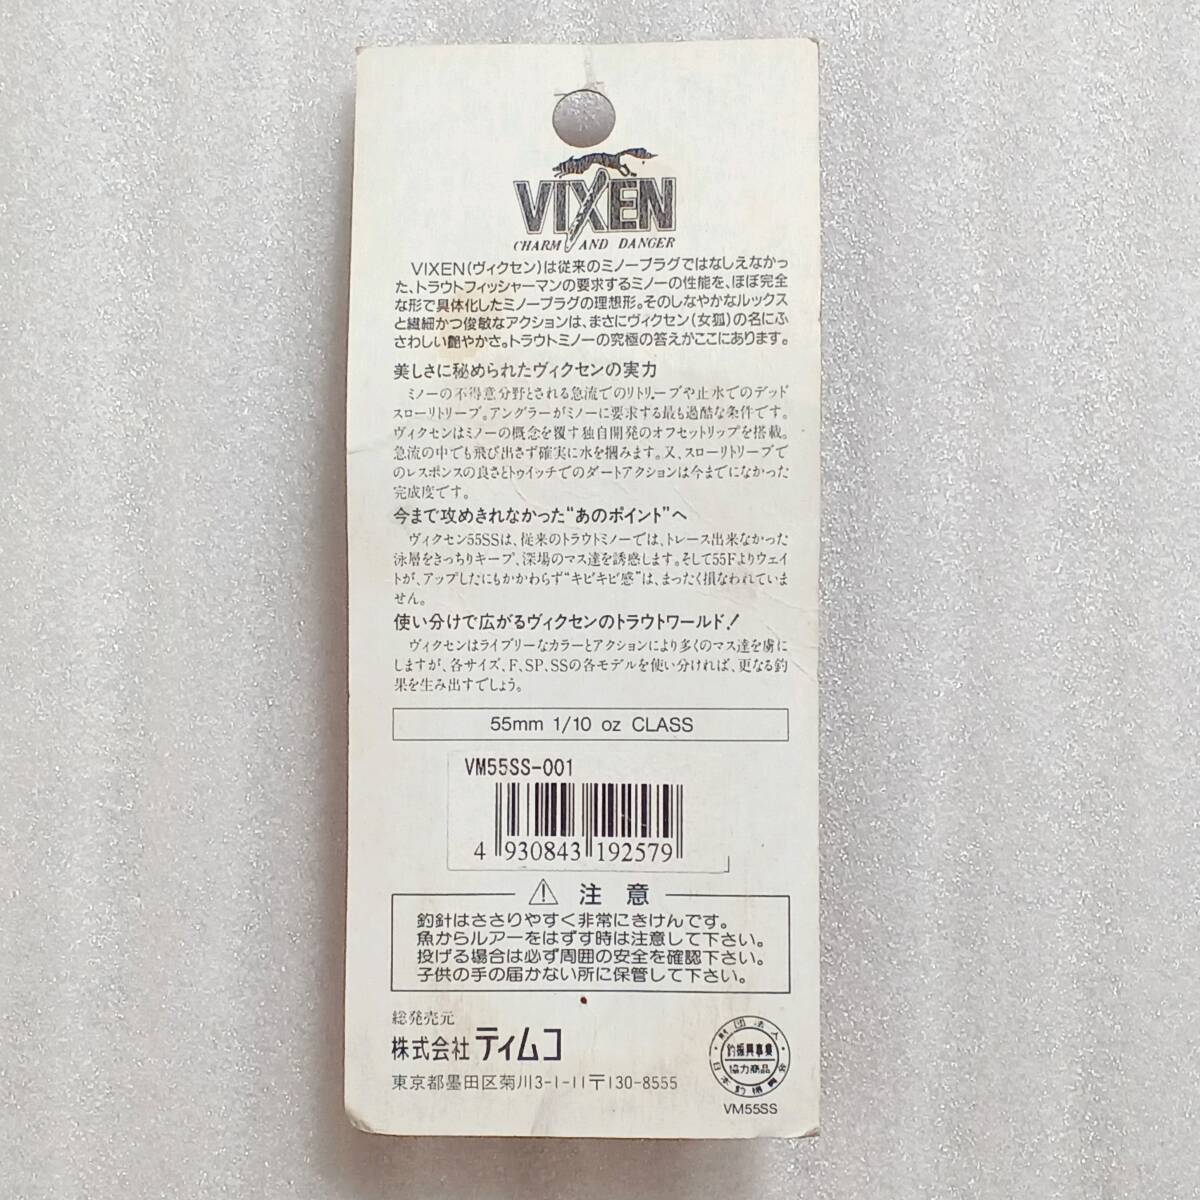 VIXEN
CHARM AND DANGER
VIXEN(ヴィクセン)は従来のミノープラグではなしえなかっ
た、トラウトフィッシャーマンの要求するミノーの性能を、ほぼ完全
な形で具体化したミノープラグの理想形。そのしなやかなルックス
と繊細かつ俊敏なアクションは、まさにヴィクセン(女狐)の名にふ
さわしい艶やかさ。トラウトミノーの究極の答えがここにあります。
美しさに秘められたヴィクセンの実力
ミノーの不得意分野とされる急流でのリトリーブや止水でのデッド
スローリトリーブ。アングラーがミノーに要求する最も過酷な条件です。
ヴィクセンはミノーの概念を覆す独自開発のオフセットリップを搭載。
急流の中でも飛び出さず確実に水を掴みます。又、スローリトリーブで
のレスポンスの良さとトゥイッチでのダートアクションは今までになかった
完成度です。
今まで攻めきれなかった“あのポイント”へ
ヴィクセン55SSは、従来のトラウトミノーでは、トレース出来なかった
泳層をきっちりキープ、深場のマス達を誘惑します。そして55Fよりウェイ
トが、アップしたにもかかわらず“キビキビ感”は、まったく損なわれていま
せん。
使い分けで広がるヴィクセンのトラウトワールド!
ヴィクセンはライブリーなカラーとアクションにより多くのマス達を虜に
しますが、各サイズ、F、SP、SSの各モデルを使い分ければ、更なる釣
果を生み出すでしょう。
55mm 1/10 oz CLASS
VM55SS-001
4 930843 192579
注 意
釣針はささりやすく非常にきけんです。
魚からルアーをはずす時は注意して下さい。
投げる場合は必ず周囲の安全を確認下さい。
子供の手の届かない所に保管して下さい。
総発売元
株式会社 ティムコ
東京都墨田区菊川3-1-11〒130-8555
財団法人
日本釣振興会
釣振興事業
協力商品
VM55SS